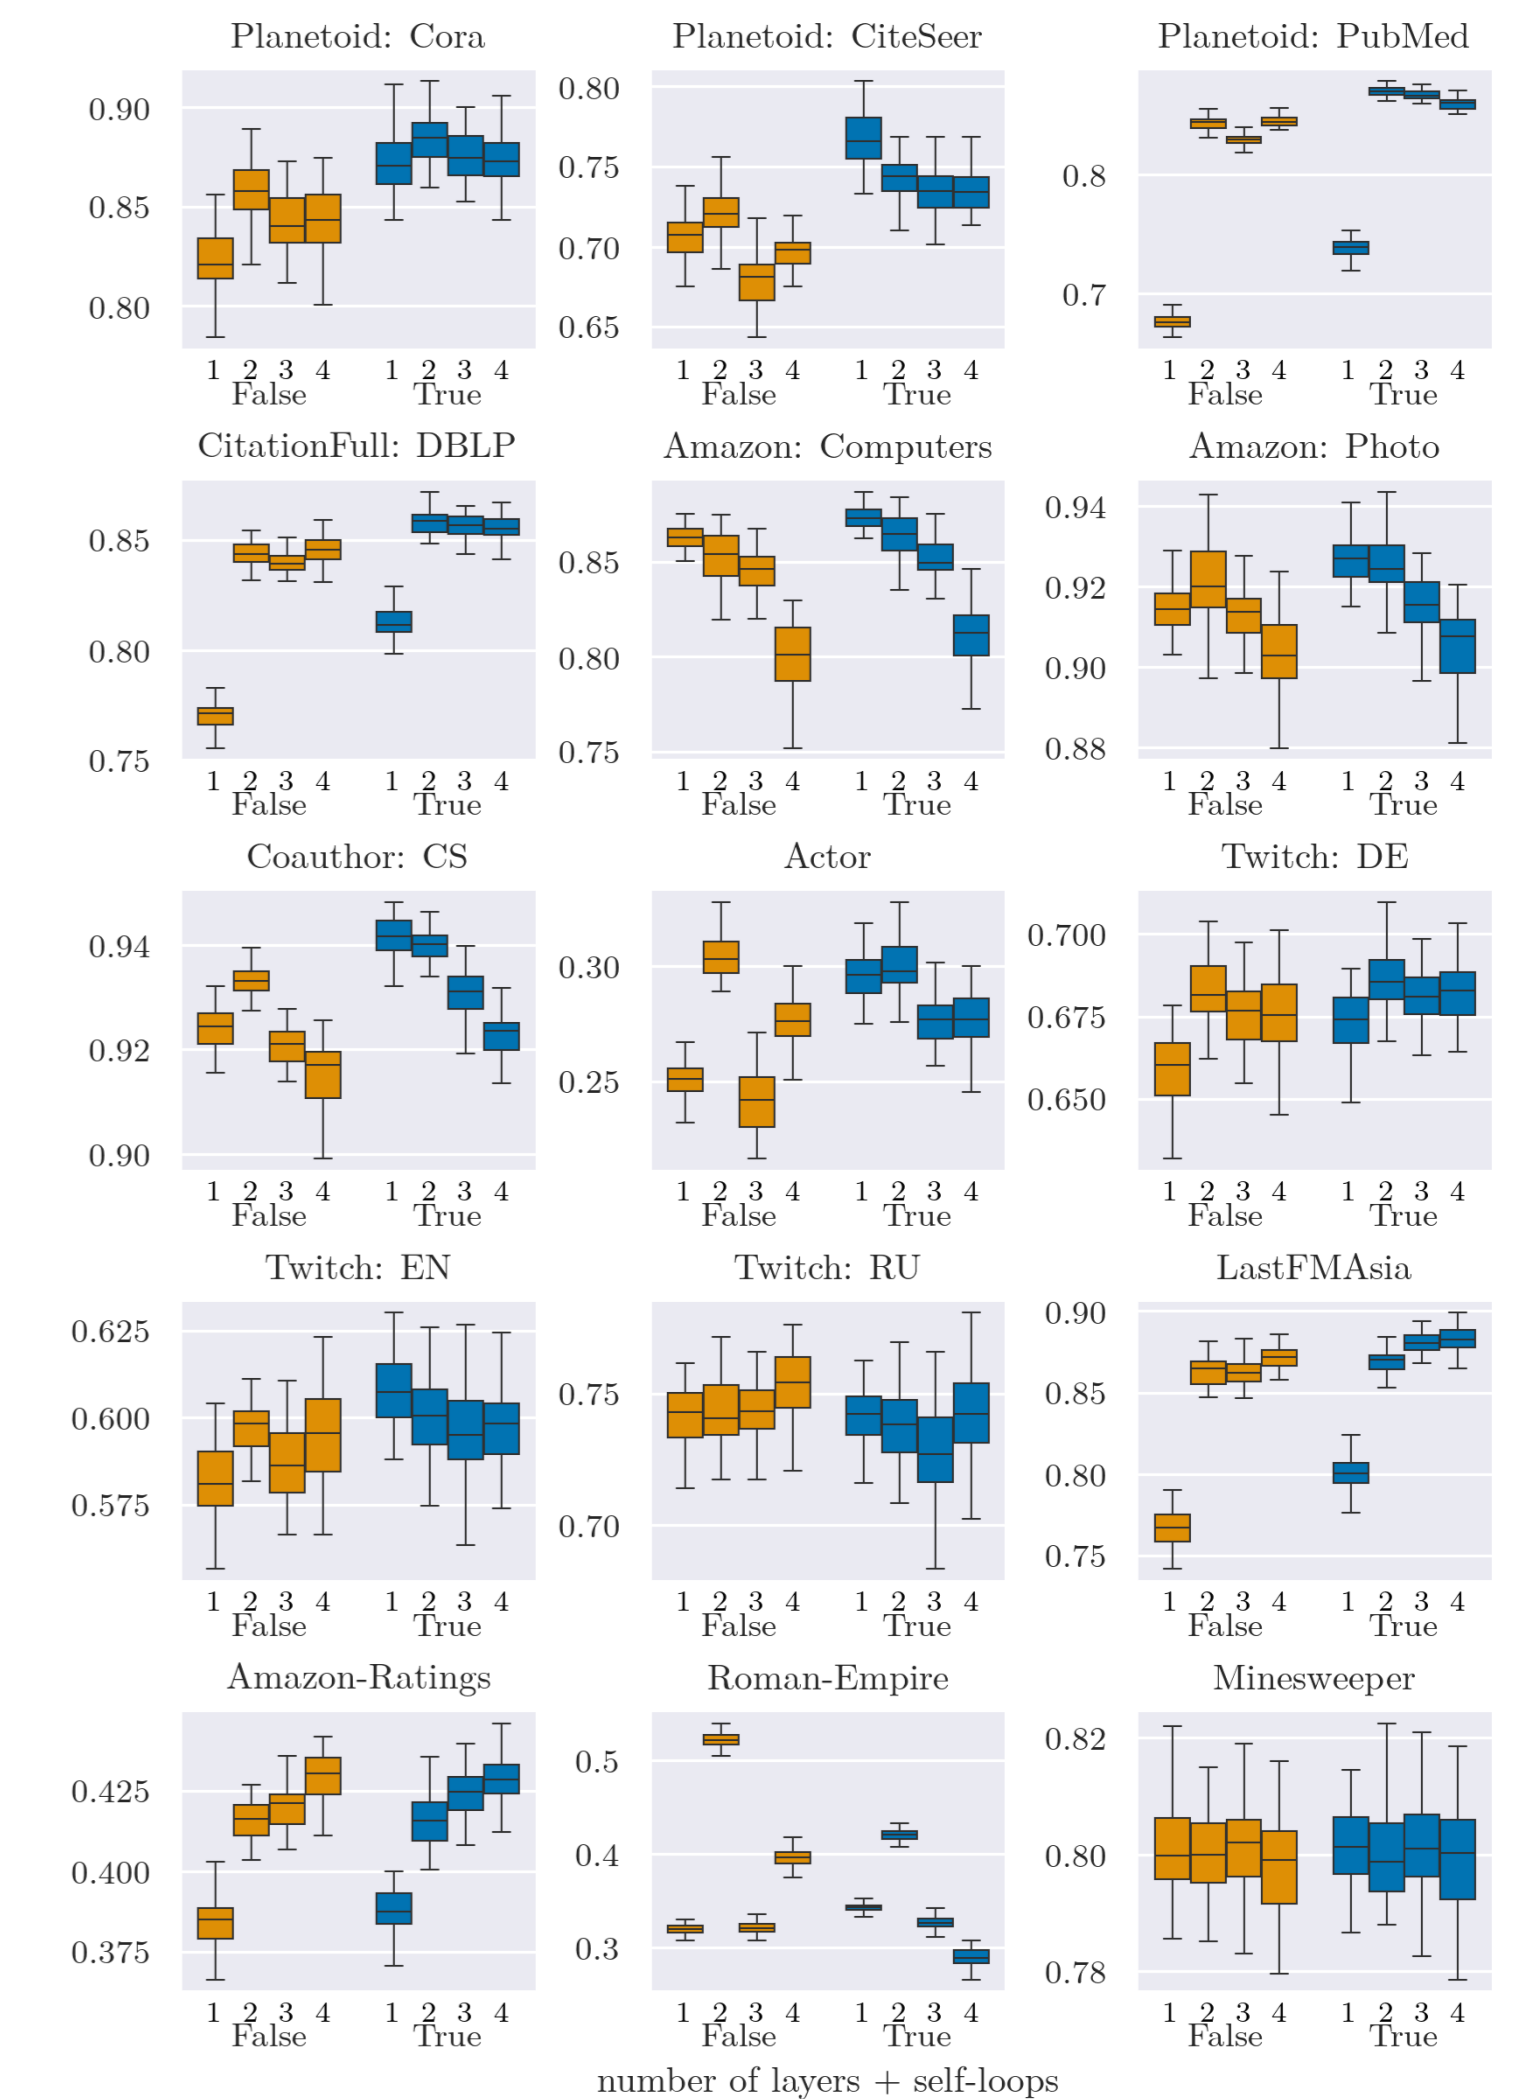 Planetoid: Cora Planetoid: CiteSeer Planetoid: PubMed
0.90
0.85
0.80
0.80
0.75
0.70
0.65
0.8
0.7
1 2 3 4 1 2 3 4 1 2 3 4 1 2 3 4 1 2 3 4 1 2 3 4
False True False True False True
CitationFull: DBLP Amazon: Computers Amazon: Photo
0.85
0.80
0.75
0.85
0.80
0.75
0.94
0.92
0.90
0.88
1 2 3 4 1 2 3 4 1 2 3 4 1 2 3 4 1 2 3 4 1 2 3 4
False True False True False True
Coauthor: CS Actor Twitch: DE
0.94
0.92
0.90
0.30
0.25
0.700
0.675
0.650
1 2 3 4 1 2 3 4 1 2 3 4 1 2 3 4 1 2 3 4 1 2 3 4
False True False True False True
Twitch: EN Twitch: RU LastFMAsia
0.625
0.600
0.575
0.75
0.70
0.90
0.85
0.80
0.75
1 2 3 4 1 2 3 4 1 2 3 4 1 2 3 4 1 2 3 4 1 2 3 4
False True False True False True
Amazon-Ratings Roman-Empire Minesweeper
0.425
0.400
0.375
0.5
0.4
0.3
0.82
0.80
0.78
1 2 3 4 1 2 3 4 1 2 3 4 1 2 3 4 1 2 3 4 1 2 3 4
False True False True False True
number of layers + self-loops